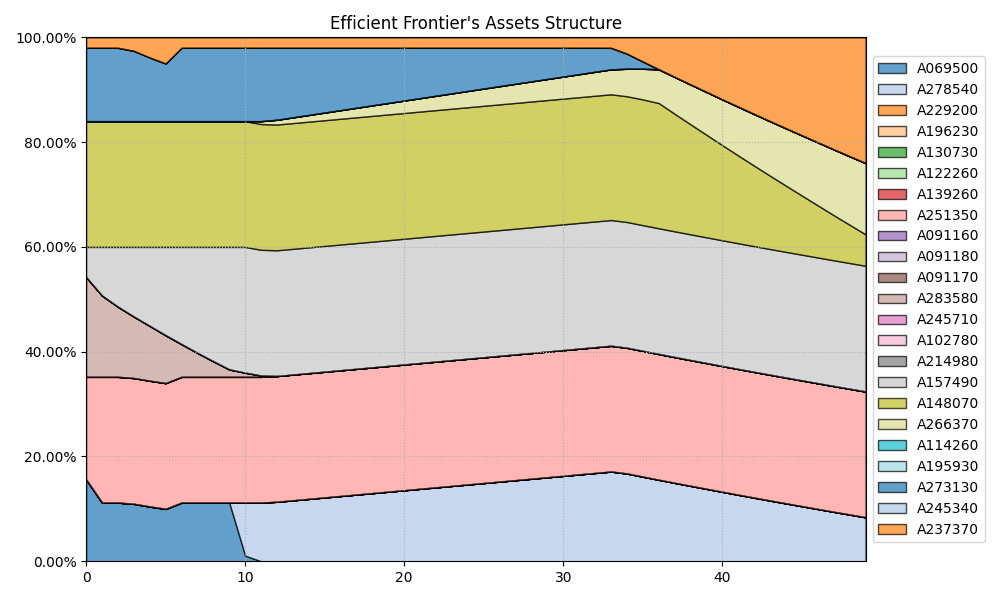 Efficient Frontier's Assets Structure
100.00%
80.00%
60.00%
40.00%
20.00%
0.00%
0
10
20
30
40
A069500
A278540
A229200
A196230
A130730
A122260
A139260
A251350
A091160
A091180
A091170
A283580
A245710
A102780
A214980
A157490
A148070
A266370
A114260
A195930
A273130
A245340
A237370